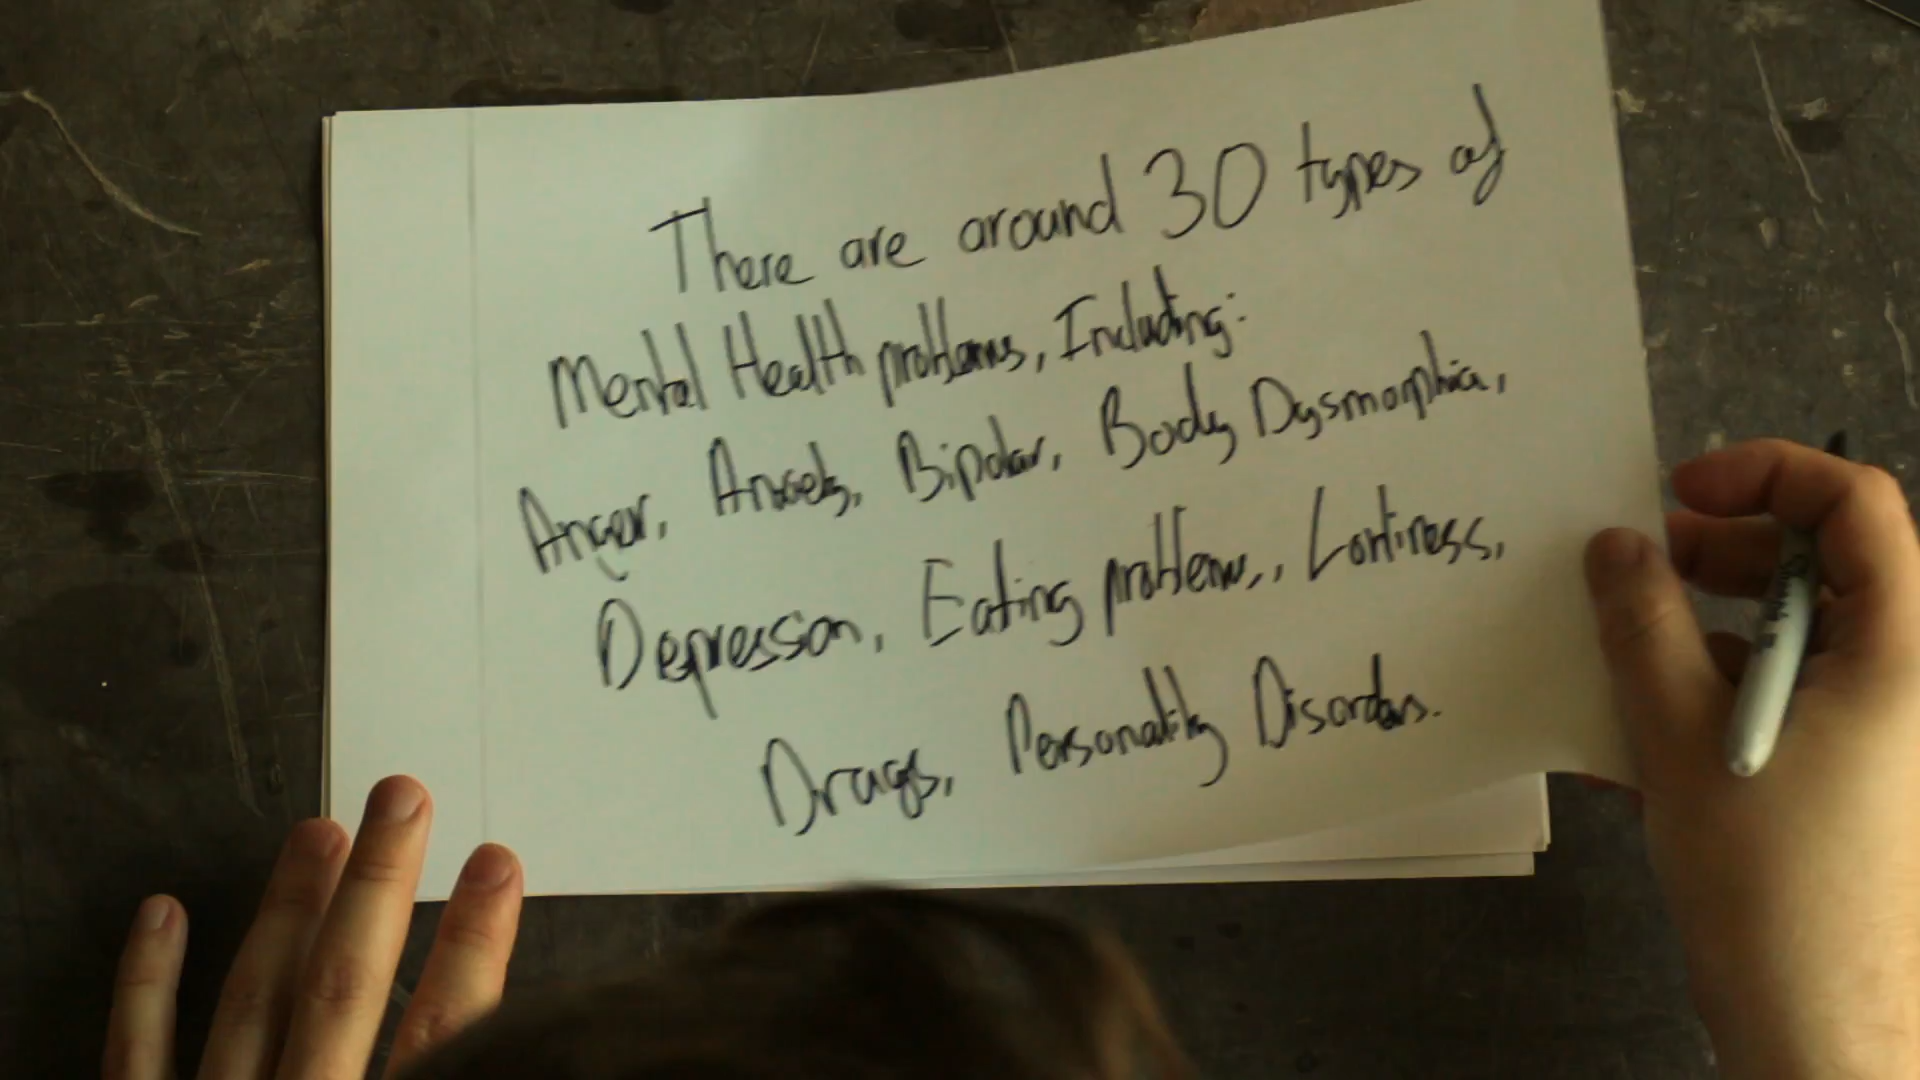 There are around 30 types of
Mental Health problems, Including:
Anger, Anxiety, Bipolar, Body Dysmorphia,
Depression, Eating problems,, Lonliness,
Drugs, Personality Disorders.